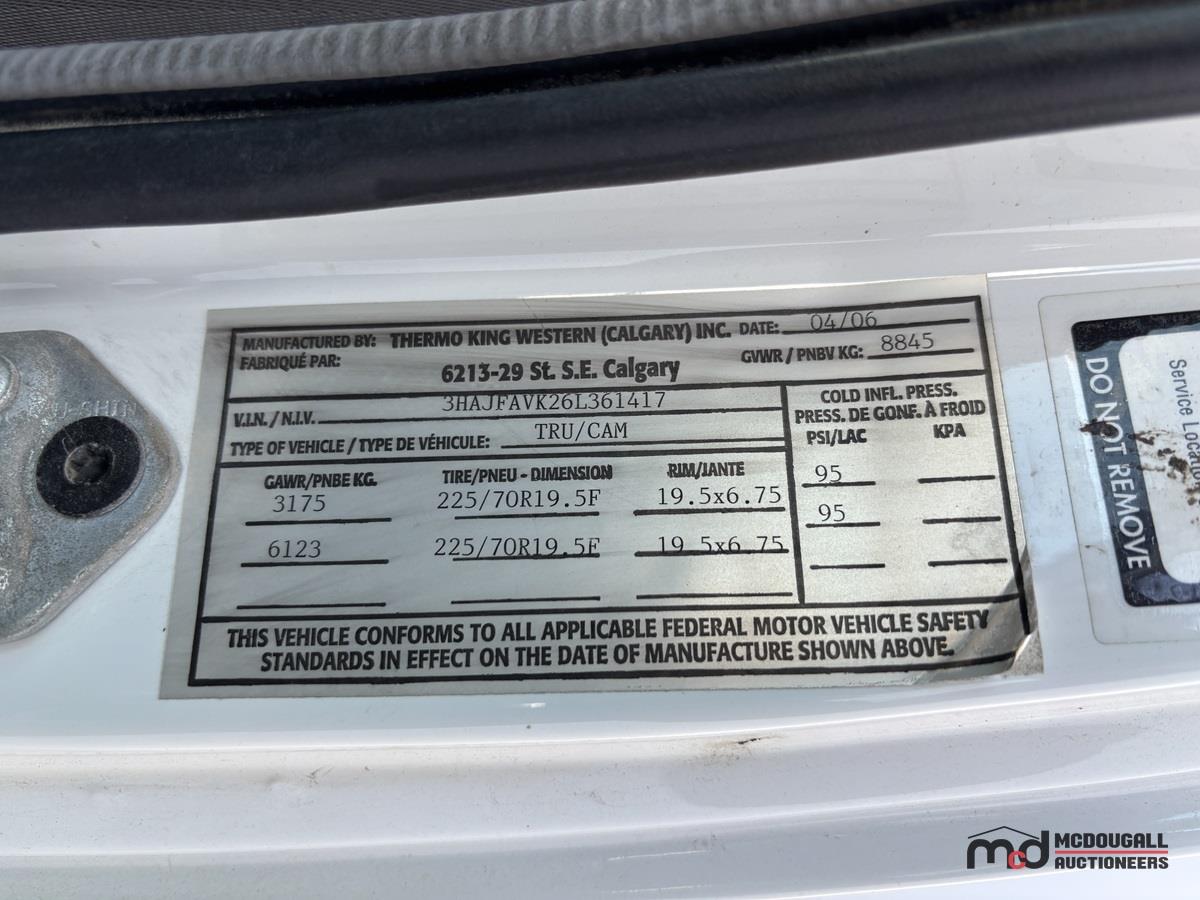 MANUFACTURED BY: THERMO KING WESTERN (CALGARY) INC. DATE: 04/06
FABRIQUÉ PAR: 6213-29 St. S.E. Calgary GVWR / PNBV KG: 8845
V.I.N. / N.I.V. 3HAJFAVK26L361417
TYPE OF VEHICLE / TYPE DE VÉHICULE: TRU/CAM
COLD INFL. PRESS.
PRESS. DE GONF. À FROID
GAWR/PNBE KG. TIRE/PNEU - DIMENSION RIM/JANTE PSI/LAC KPA
3175 225/70R19.5F 19.5x6.75 95
6123 225/70R19.5F 19.5x6.75 95
THIS VEHICLE CONFORMS TO ALL APPLICABLE FEDERAL MOTOR VEHICLE SAFETY
STANDARDS IN EFFECT ON THE DATE OF MANUFACTURE SHOWN ABOVE.
DO NOT REMOVE
Service
mcd MCDOUGALL
AUCTIONEERS